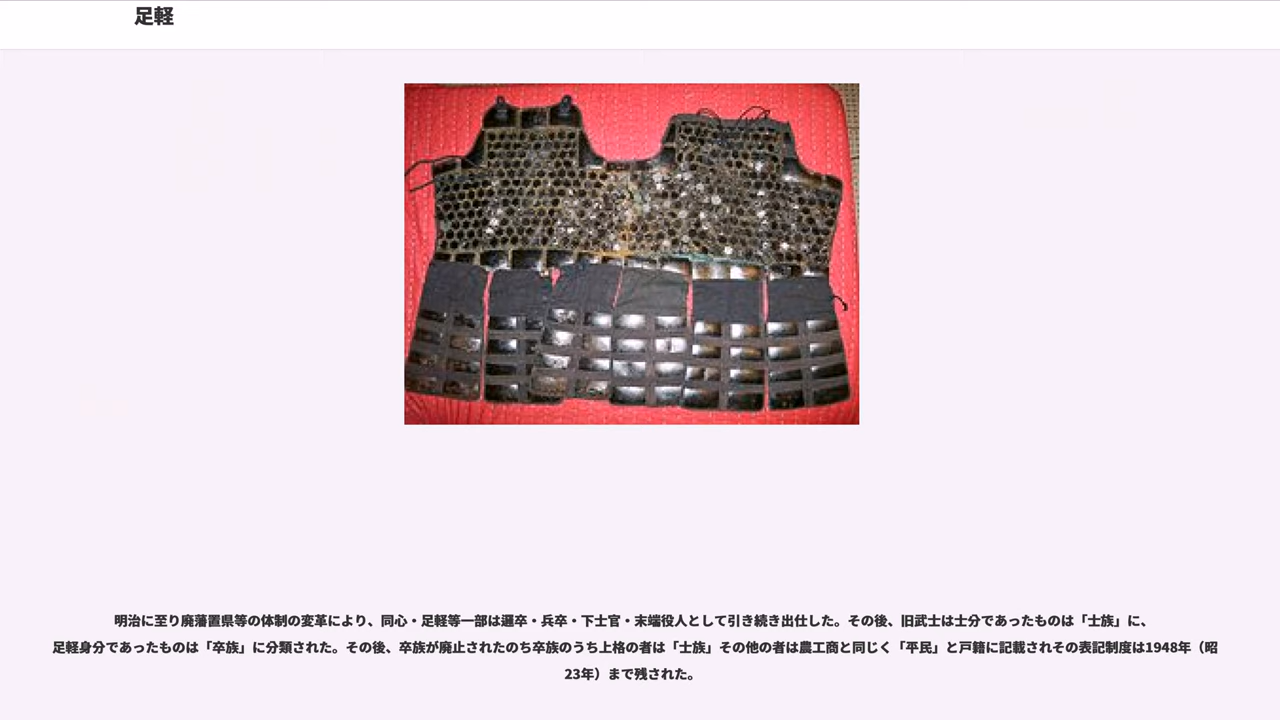 足軽
明治に至り廃藩置県等の体制の変革により、同心・足軽等一部は邏卒・兵卒・下士官・末端役人として引き続き出仕した。その後、旧武士は士分であったものは「士族」に、
足軽身分であったものは「卒族」に分類された。その後、卒族が廃止されたのち卒族のうち上格の者は「士族」その他の者は農工商と同じく「平民」と戸籍に記載されその表記制度は1948年（昭
23年）まで残された。